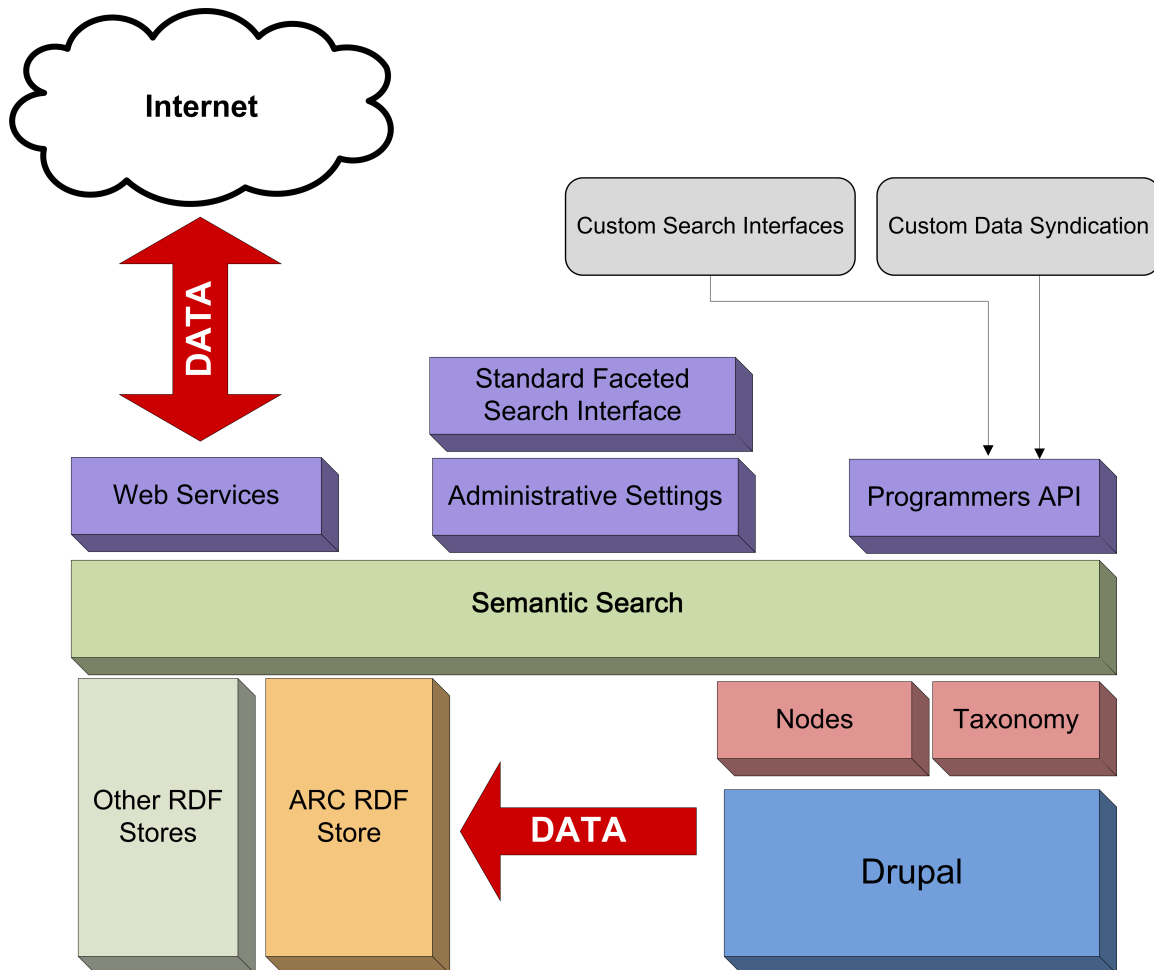 Internet
DATA
Custom Search Interfaces
Custom Data Syndication
Standard Faceted
Search Interface
Web Services
Administrative Settings
Programmers API
Semantic Search
Nodes
Taxonomy
Other RDF
Stores
ARC RDF
Store
DATA
Drupal